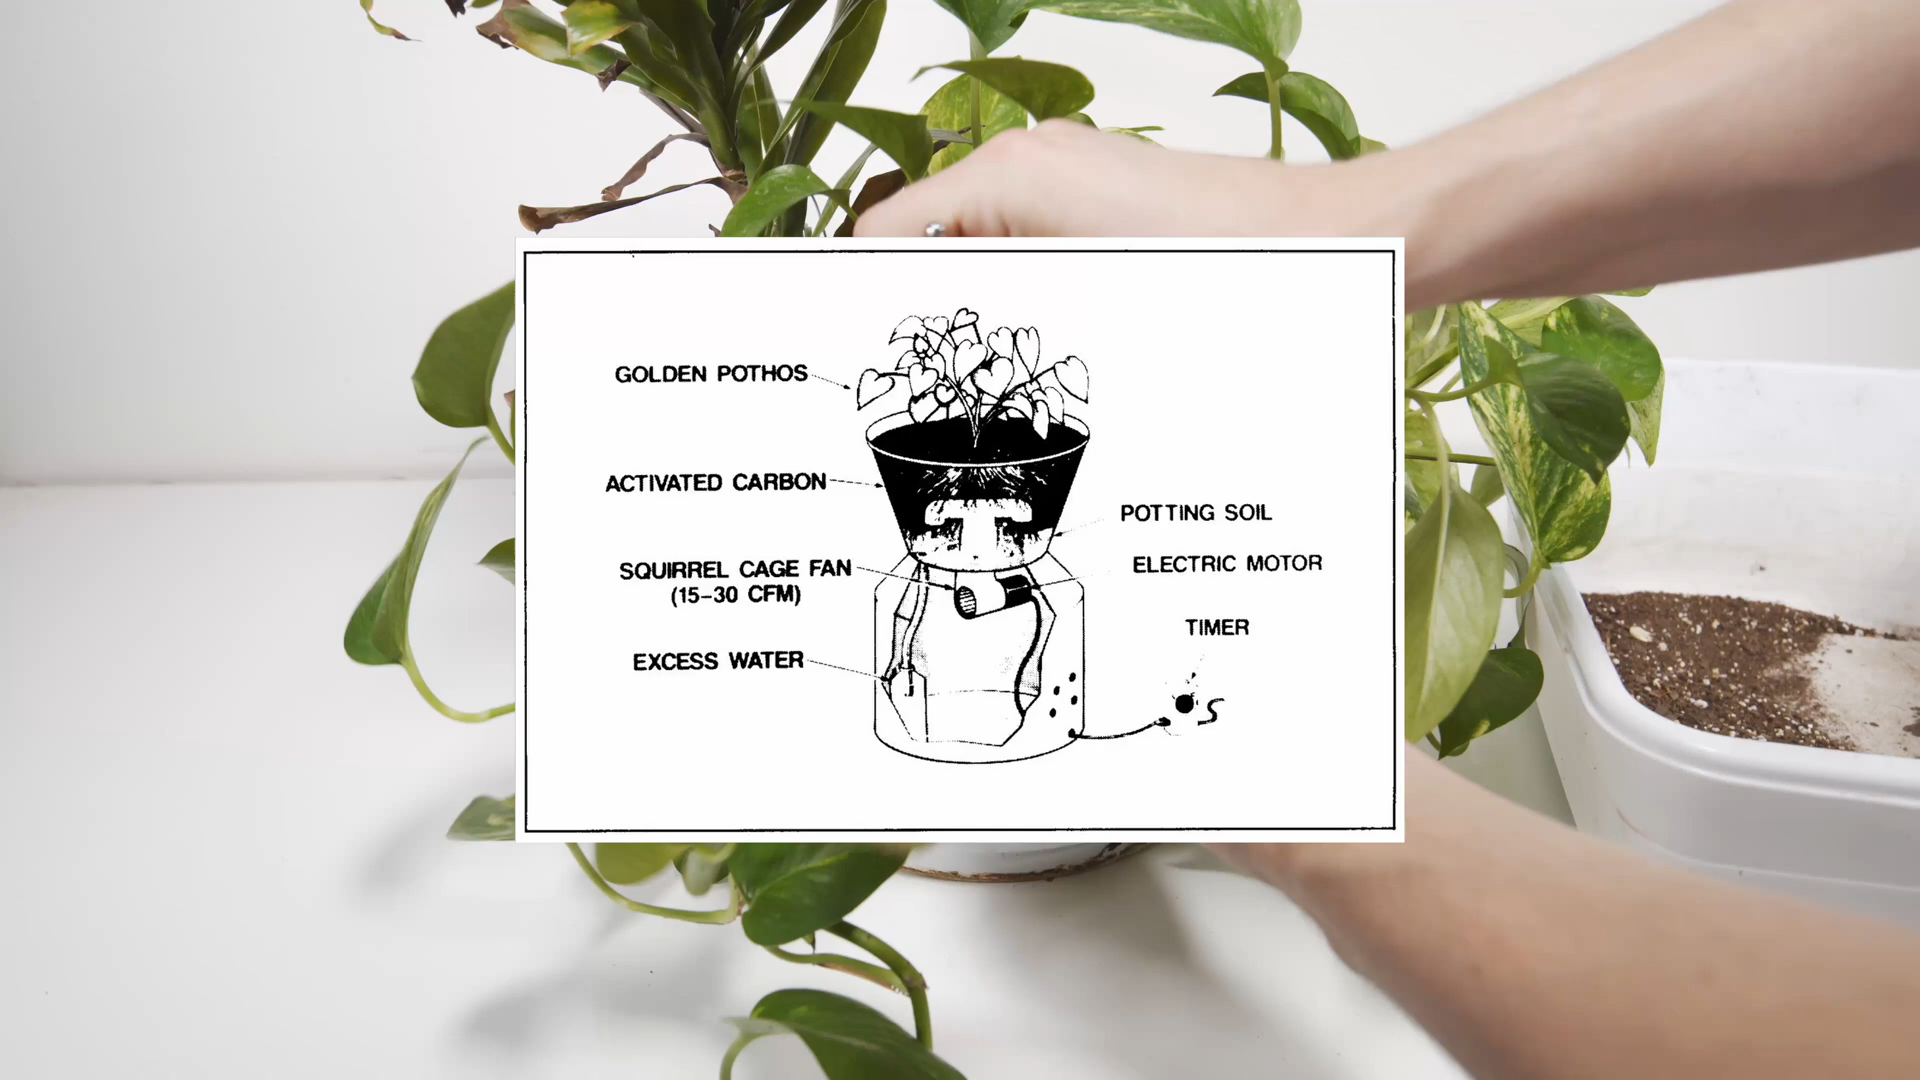 GOLDEN POTHOS
ACTIVATED CARBON
POTTING SOIL
SQUIRREL CAGE FAN
(15-30 CFM)
ELECTRIC MOTOR
TIMER
EXCESS WATER
S